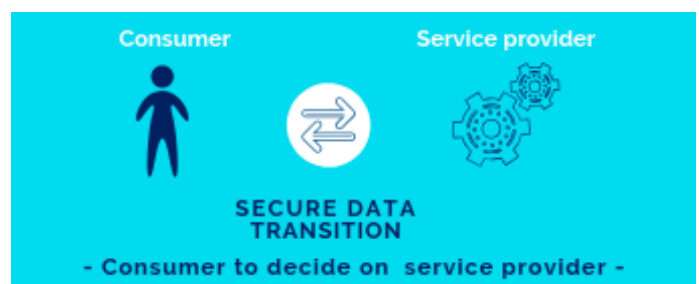 Consumer
Service provider
SECURE DATA
TRANSITION
- Consumer to decide on service provider -